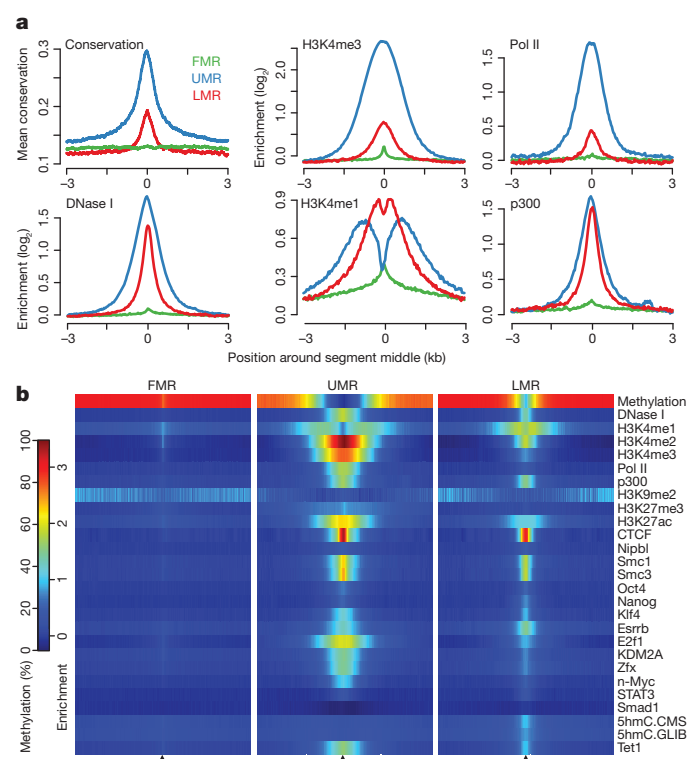 a
Conservation
H3K4me3
Pol II
FMR
UMR
LMR
Mean conservation
0.3
0.2
0.1
Enrichment (log2)
2.0
1.0
0.0
1.5
1.0
0.5
0.0
−3 0 3
−3 0 3
−3 0 3
DNase I
H3K4me1
p300
Enrichment (log2)
1.5
1.0
0.5
0.0
0.9
0.6
0.3
0.0
1.5
1.0
0.5
0.0
−3 0 3
−3 0 3
−3 0 3
Position around segment middle (kb)
b
FMR UMR LMR
Methylation
DNase I
H3K4me1
H3K4me2
H3K4me3
Pol II
p300
H3K9me2
H3K27me3
H3K27ac
CTCF
Nipbl
Smc1
Smc3
Oct4
Nanog
Klf4
Esrrb
E2f1
KDM2A
Zfx
n-Myc
STAT3
Smad1
5hmC.CMS
5hmC.GLIB
Tet1
100
80
60
40
20
0
3
2
1
0
Methylation (%)
Enrichment